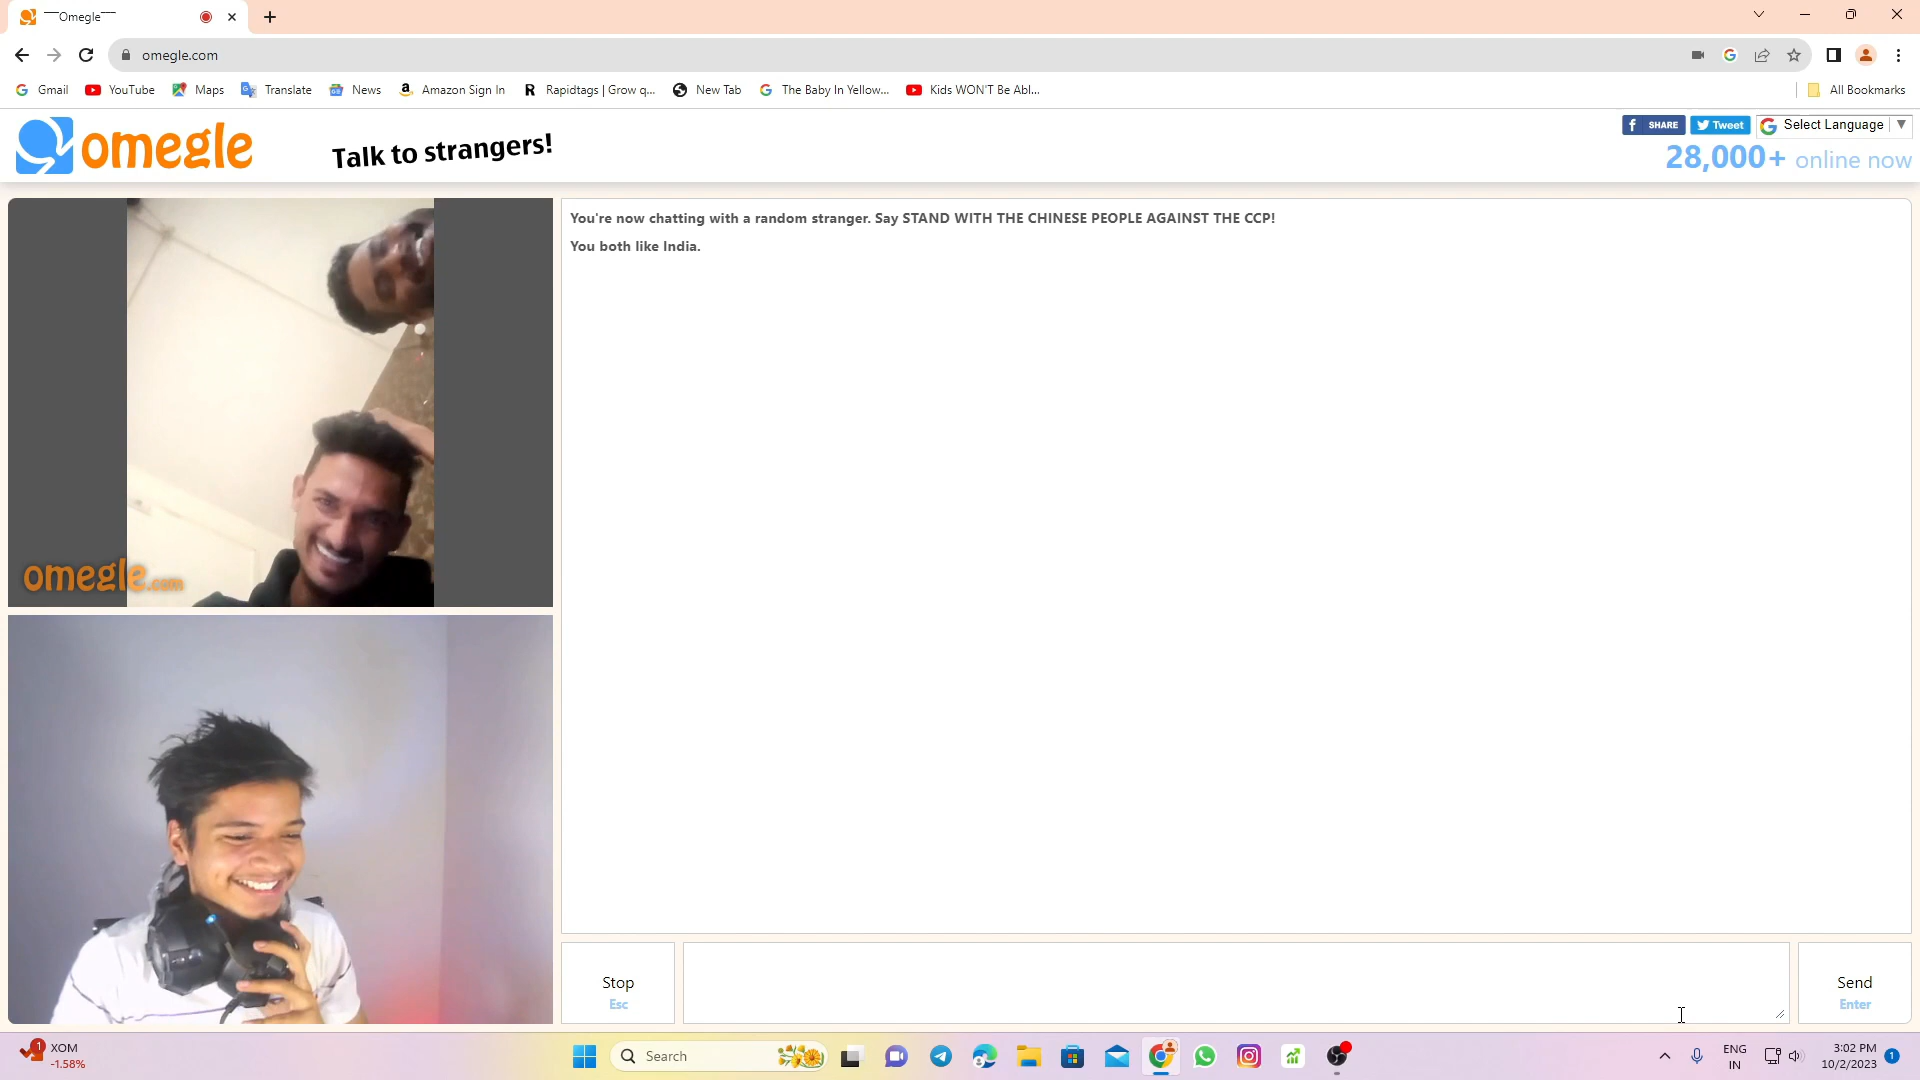 Omegle
omegle.com
Gmail YouTube Maps Translate News Amazon Sign In Rapidtags | Grow q... New Tab The Baby In Yellow... Kids WON'T Be Abl... All Bookmarks
omegle Talk to strangers!
SHARE Tweet Select Language
28,000+ online now
You're now chatting with a random stranger. Say STAND WITH THE CHINESE PEOPLE AGAINST THE CCP!
You both like India.
omegle.com
Stop
Esc
Send
Enter
1 XOM
-1.58%
Search
ENG
IN
3:02 PM
10/2/2023
1